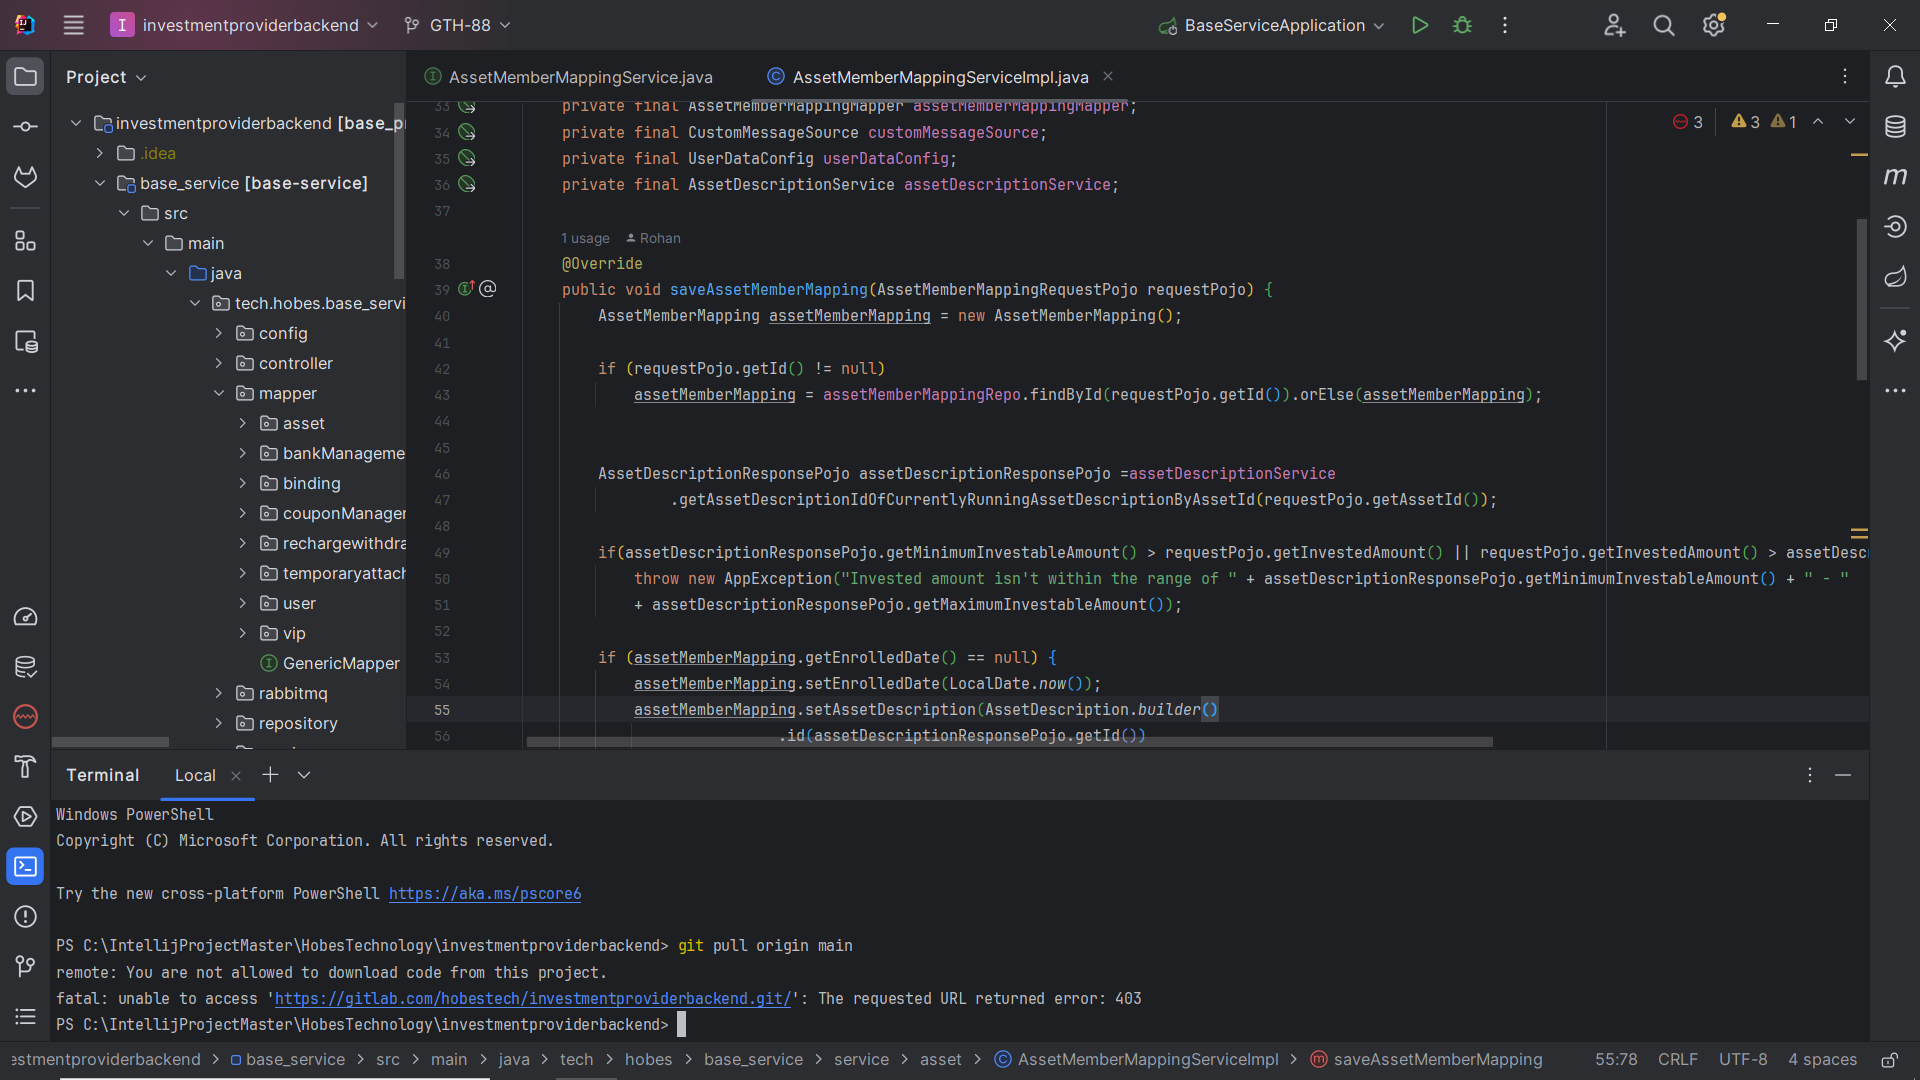 investmentproviderbackend
GTH-88
BaseServiceApplication
Project
AssetMemberMappingService.java
AssetMemberMappingServiceImpl.java
investmentproviderbackend [base_p
.idea
base_service [base-service]
src
main
java
tech.hobes.base_servi
config
controller
mapper
asset
bankManageme
binding
couponManager
rechargewithdra
temporaryattach
user
vip
GenericMapper
rabbitmq
repository
3 3 1
33 private final AssetMemberMappingMapper assetMemberMappingMapper;
34 private final CustomMessageSource customMessageSource;
35 private final UserDataConfig userDataConfig;
36 private final AssetDescriptionService assetDescriptionService;
37
1 usage Rohan
38 @Override
39 public void saveAssetMemberMapping(AssetMemberMappingRequestPojo requestPojo) {
40 AssetMemberMapping assetMemberMapping = new AssetMemberMapping();
41
42 if (requestPojo.getId() != null)
43 assetMemberMapping = assetMemberMappingRepo.findById(requestPojo.getId()).orElse(assetMemberMapping);
44
45
46 AssetDescriptionResponsePojo assetDescriptionResponsePojo =assetDescriptionService
47 .getAssetDescriptionIdOfCurrentlyRunningAssetDescriptionByAssetId(requestPojo.getAssetId());
48
49 if(assetDescriptionResponsePojo.getMinimumInvestableAmount() > requestPojo.getInvestedAmount() || requestPojo.getInvestedAmount() > assetDesc
50 throw new AppException("Invested amount isn't within the range of " + assetDescriptionResponsePojo.getMinimumInvestableAmount() + " - "
51 + assetDescriptionResponsePojo.getMaximumInvestableAmount());
52
53 if (assetMemberMapping.getEnrolledDate() == null) {
54 assetMemberMapping.setEnrolledDate(LocalDate.now());
55 assetMemberMapping.setAssetDescription(AssetDescription.builder()
56 .id(assetDescriptionResponsePojo.getId())
Terminal
Local
Windows PowerShell
Copyright (C) Microsoft Corporation. All rights reserved.
Try the new cross-platform PowerShell https://aka.ms/pscore6
PS C:\IntellijProjectMaster\HobesTechnology\investmentproviderbackend> git pull origin main
remote: You are not allowed to download code from this project.
fatal: unable to access 'https://gitlab.com/hobestech/investmentproviderbackend.git/': The requested URL returned error: 403
PS C:\IntellijProjectMaster\HobesTechnology\investmentproviderbackend>
estmentproviderbackend > base_service > src > main > java > tech > hobes > base_service > service > asset > AssetMemberMappingServiceImpl > saveAssetMemberMapping
55:78 CRLF UTF-8 4 spaces